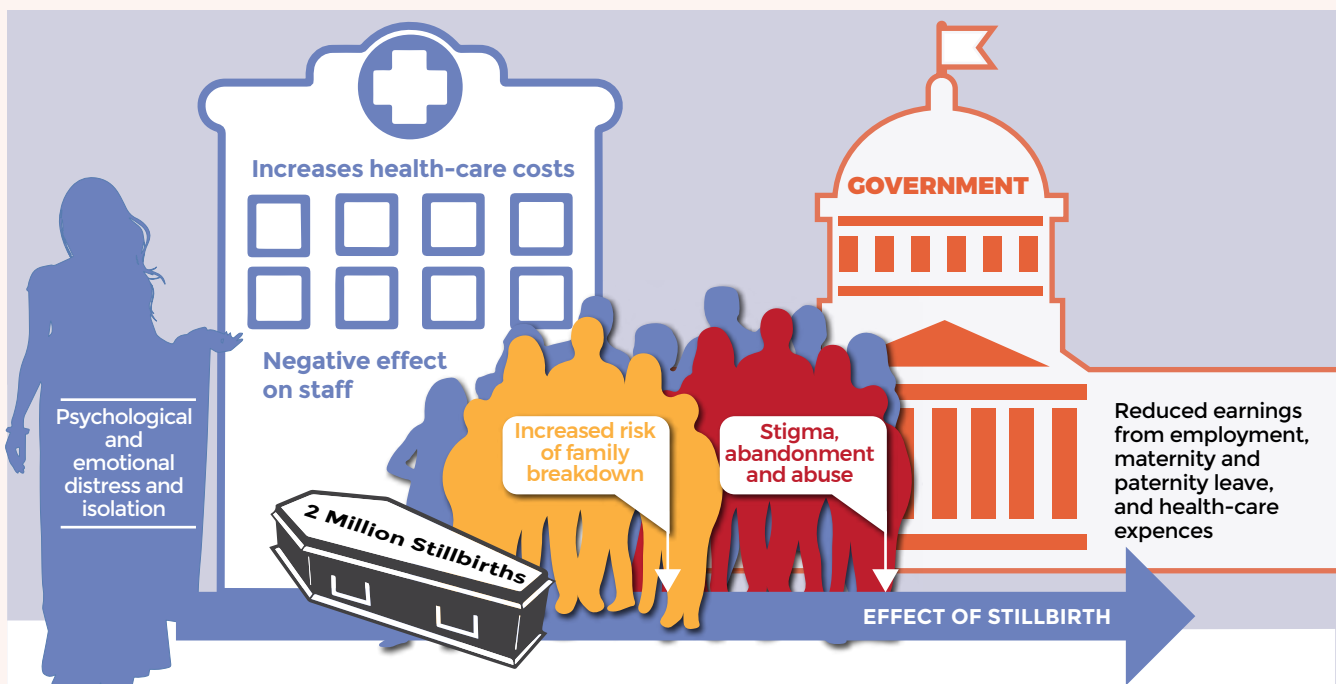 Increases health-care costs
Negative effect
on staff
Psychological
and
emotional
distress and
isolation
2 Million Stillbirths
Increased risk
of family
breakdown
Stigma,
abandonment
and abuse
GOVERNMENT
Reduced earnings
from employment,
maternity and
paternity leave,
and health-care
expences
EFFECT OF STILLBIRTH